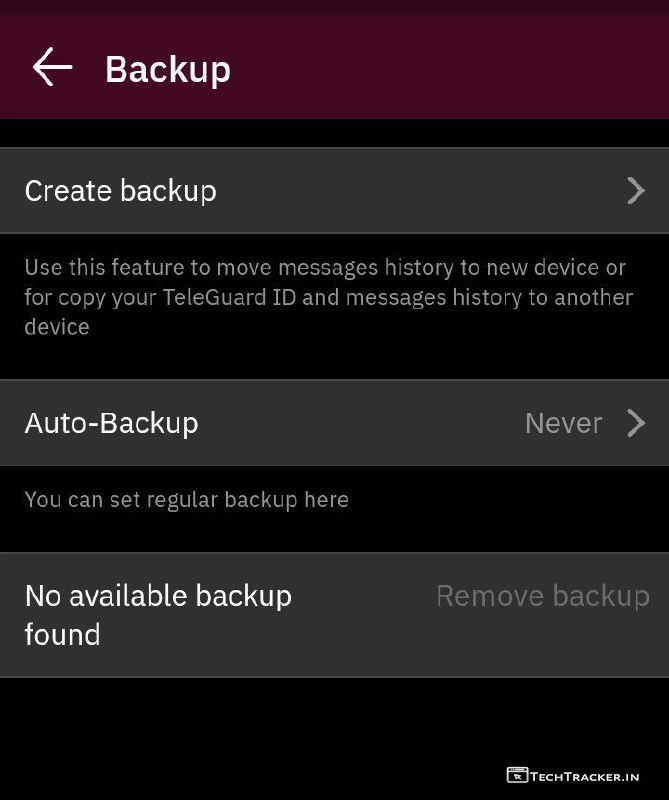 Backup
Create backup
Use this feature to move messages history to new device or
for copy your TeleGuard ID and messages history to another
device
Auto-Backup Never
You can set regular backup here
No available backup Remove backup
found
TECHTRACKER.IN